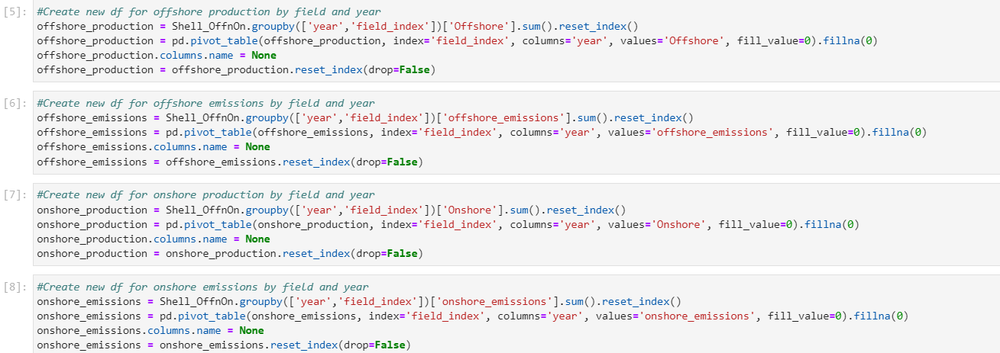 [5]: #Create new df for offshore production by field and year
offshore_production = Shell_OffnOn.groupby(['year','field_index'])['Offshore'].sum().reset_index()
offshore_production = pd.pivot_table(offshore_production, index='field_index', columns='year', values='Offshore', fill_value=0).fillna(0)
offshore_production.columns.name = None
offshore_production = offshore_production.reset_index(drop=False)
[6]: #Create new df for offshore emissions by field and year
offshore_emissions = Shell_OffnOn.groupby(['year','field_index'])['offshore_emissions'].sum().reset_index()
offshore_emissions = pd.pivot_table(offshore_emissions, index='field_index', columns='year', values='offshore_emissions', fill_value=0).fillna(0)
offshore_emissions.columns.name = None
offshore_emissions = offshore_emissions.reset_index(drop=False)
[7]: #Create new df for onshore production by field and year
onshore_production = Shell_OffnOn.groupby(['year','field_index'])['Onshore'].sum().reset_index()
onshore_production = pd.pivot_table(onshore_production, index='field_index', columns='year', values='Onshore', fill_value=0).fillna(0)
onshore_production.columns.name = None
onshore_production = onshore_production.reset_index(drop=False)
[8]: #Create new df for onshore emissions by field and year
onshore_emissions = Shell_OffnOn.groupby(['year','field_index'])['onshore_emissions'].sum().reset_index()
onshore_emissions = pd.pivot_table(onshore_emissions, index='field_index', columns='year', values='onshore_emissions', fill_value=0).fillna(0)
onshore_emissions.columns.name = None
onshore_emissions = onshore_emissions.reset_index(drop=False)